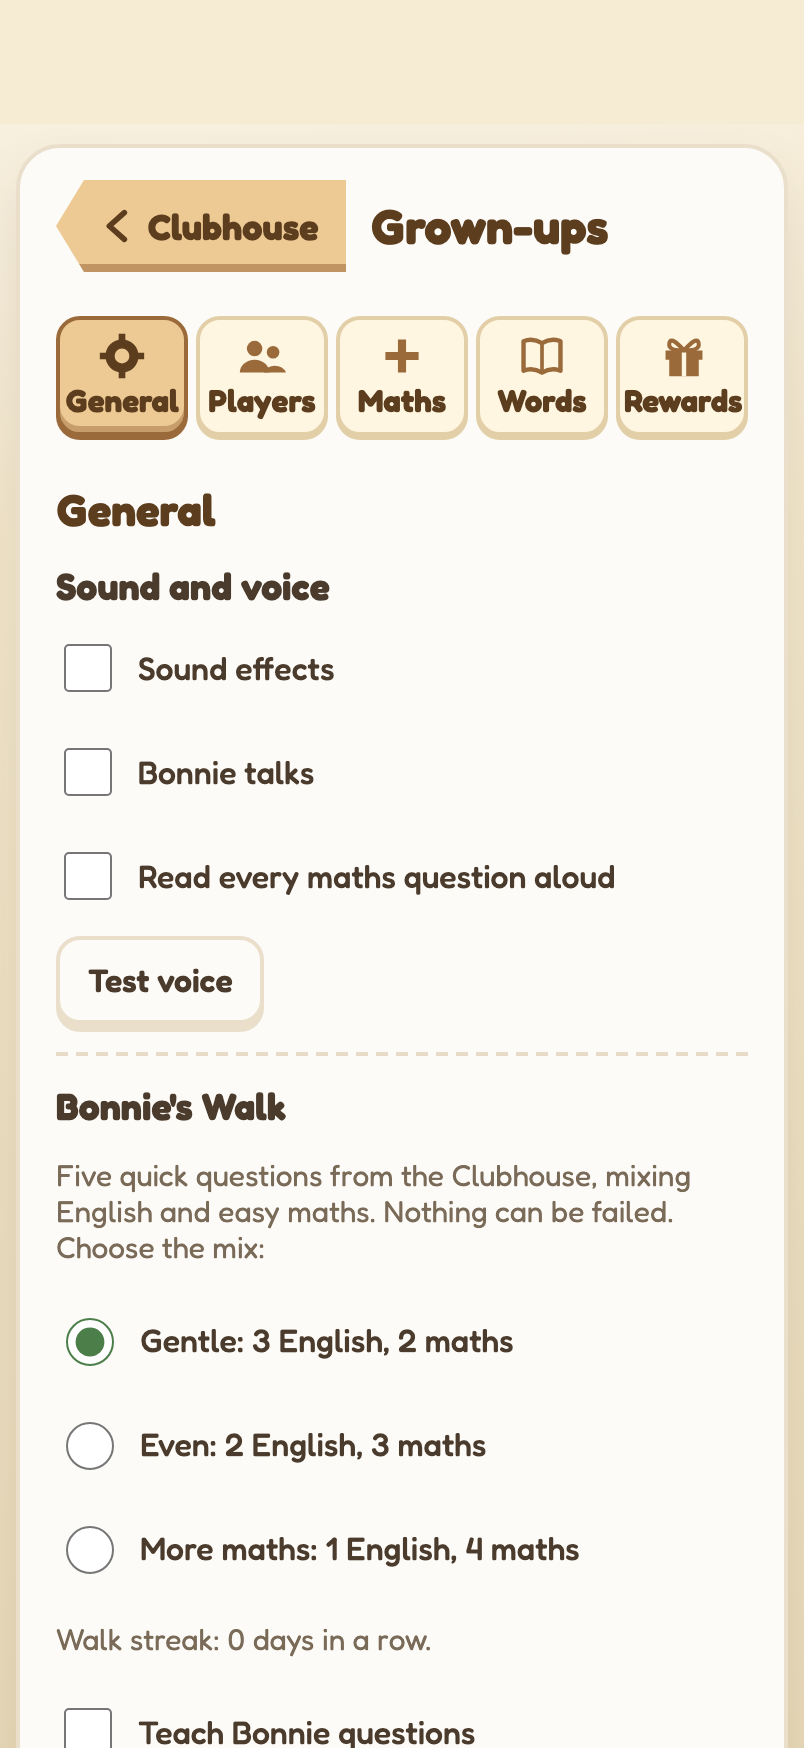 Clubhouse
Grown-ups
General
Players
Maths
Words
Rewards
General
Sound and voice
Sound effects
Bonnie talks
Read every maths question aloud
Test voice
Bonnie's Walk
Five quick questions from the Clubhouse, mixing
English and easy maths. Nothing can be failed.
Choose the mix:
Gentle: 3 English, 2 maths
Even: 2 English, 3 maths
More maths: 1 English, 4 maths
Walk streak: 0 days in a row.
Teach Bonnie questions